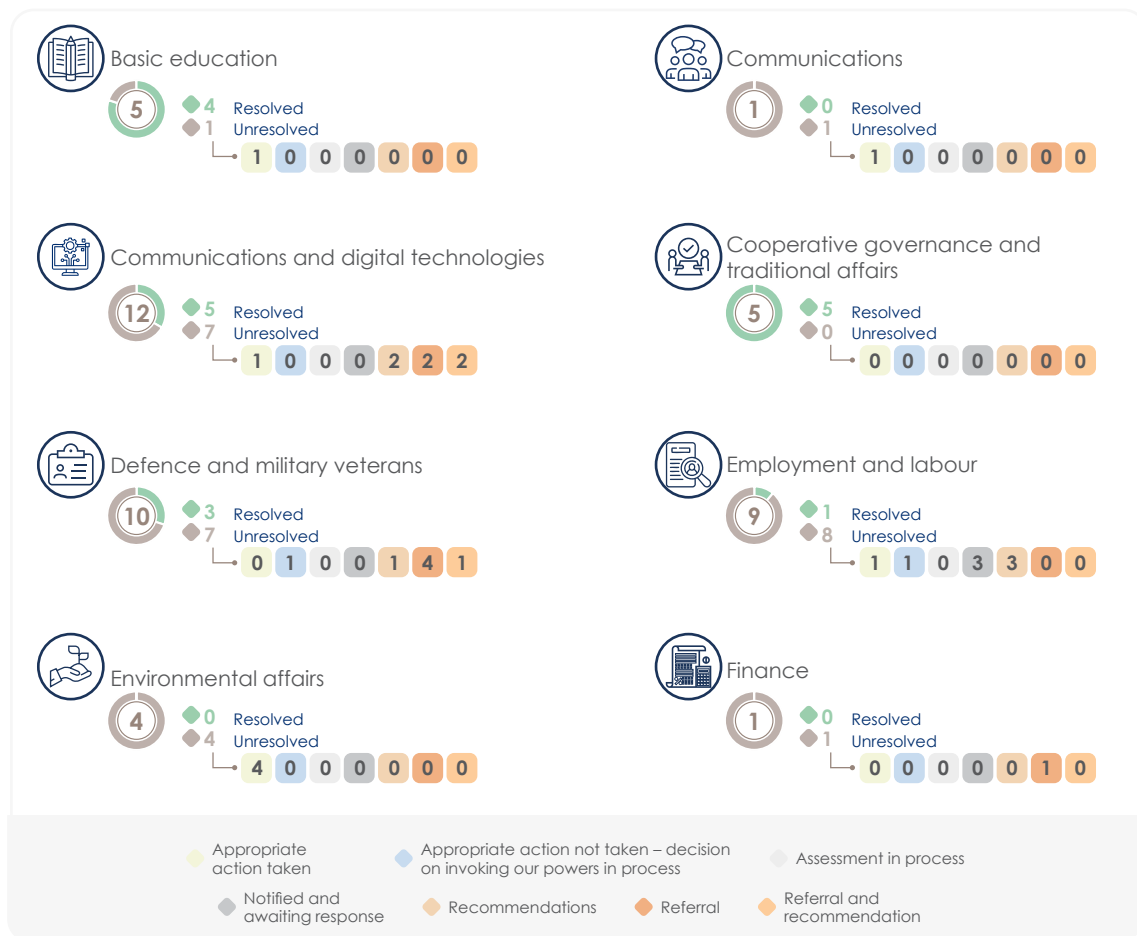 Basic education
5
4 Resolved
1 Unresolved
1 0 0 0 0 0 0
Communications
1
0 Resolved
1 Unresolved
1 0 0 0 0 0 0
Communications and digital technologies
12
5 Resolved
7 Unresolved
1 0 0 0 2 2 2
Cooperative governance and
traditional affairs
5
5 Resolved
0 Unresolved
0 0 0 0 0 0 0
Defence and military veterans
10
3 Resolved
7 Unresolved
0 1 0 0 1 4 1
Employment and labour
9
1 Resolved
8 Unresolved
1 1 0 3 3 0 0
Environmental affairs
4
0 Resolved
4 Unresolved
4 0 0 0 0 0 0
Finance
1
0 Resolved
1 Unresolved
0 0 0 0 0 1 0
Appropriate
action taken
Appropriate action not taken – decision
on invoking our powers in process
Assessment in process
Notified and
awaiting response
Recommendations
Referral
Referral and
recommendation